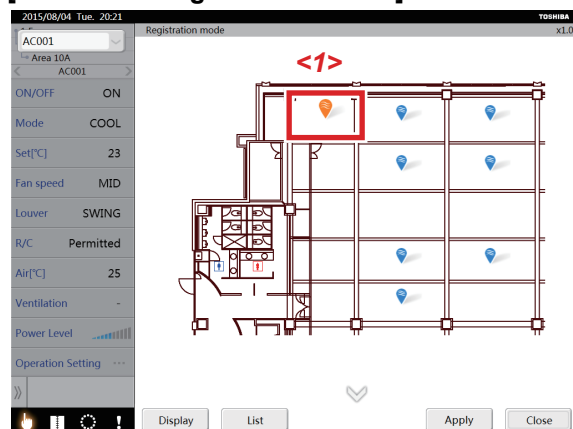 2015/08/04 Tue. 20:21
TOSHIBA
Registration mode
x1.0
AC001
Area 10A
AC001
<1>
ON/OFF ON
Mode COOL
Set[°C] 23
Fan speed MID
Louver SWING
R/C Permitted
Air[°C] 25
Ventilation -
Power Level
Operation Setting ···
Display
List
Apply
Close